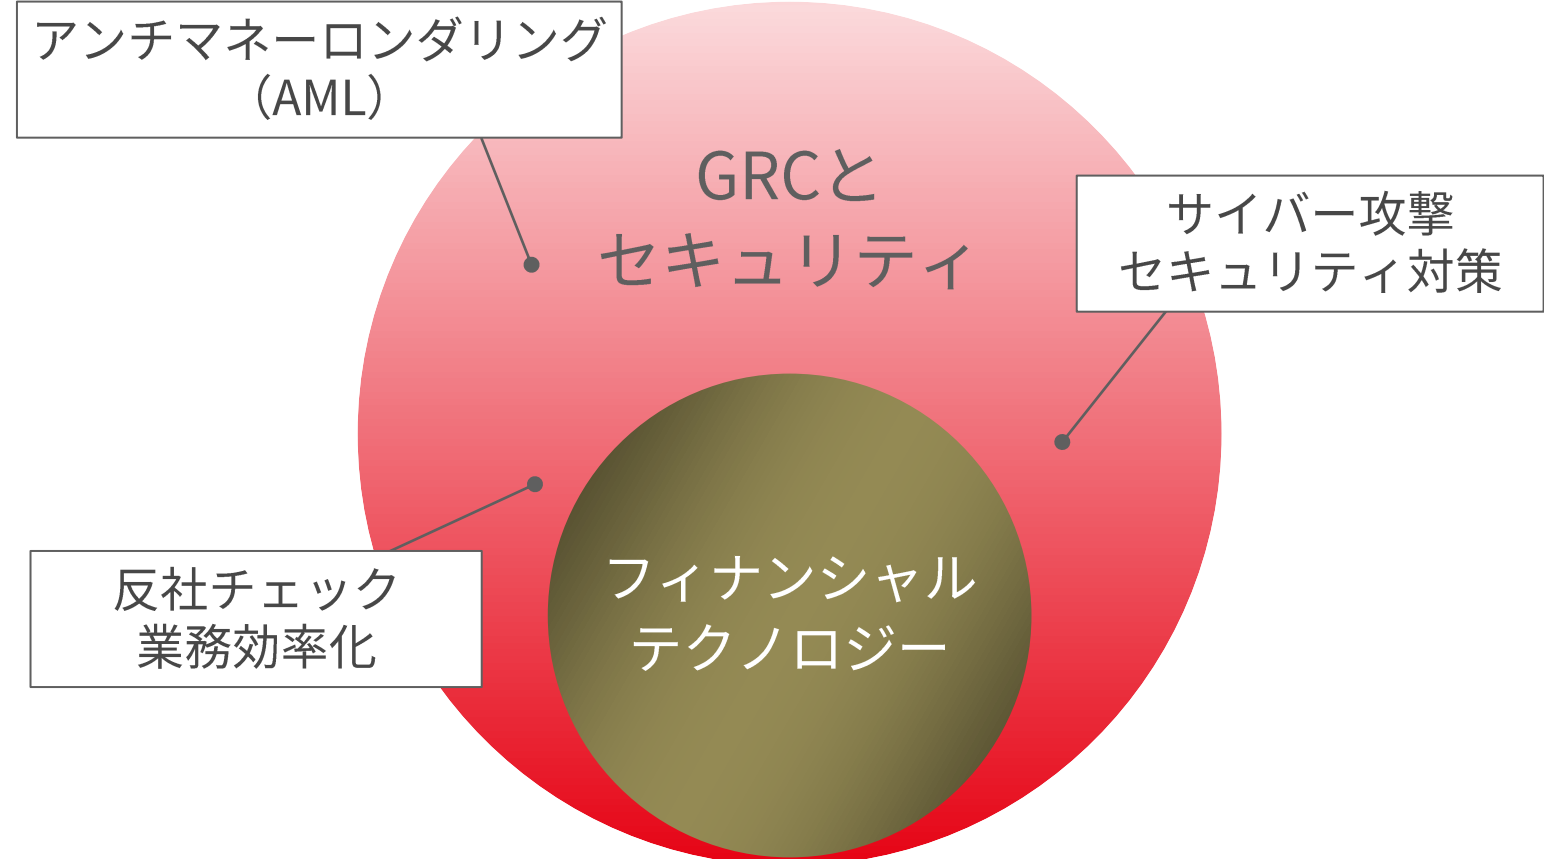 アンチマネーロンダリング
（AML）
GRCと
セキュリティ
サイバー攻撃
セキュリティ対策
反社チェック
業務効率化
フィナンシャル
テクノロジー